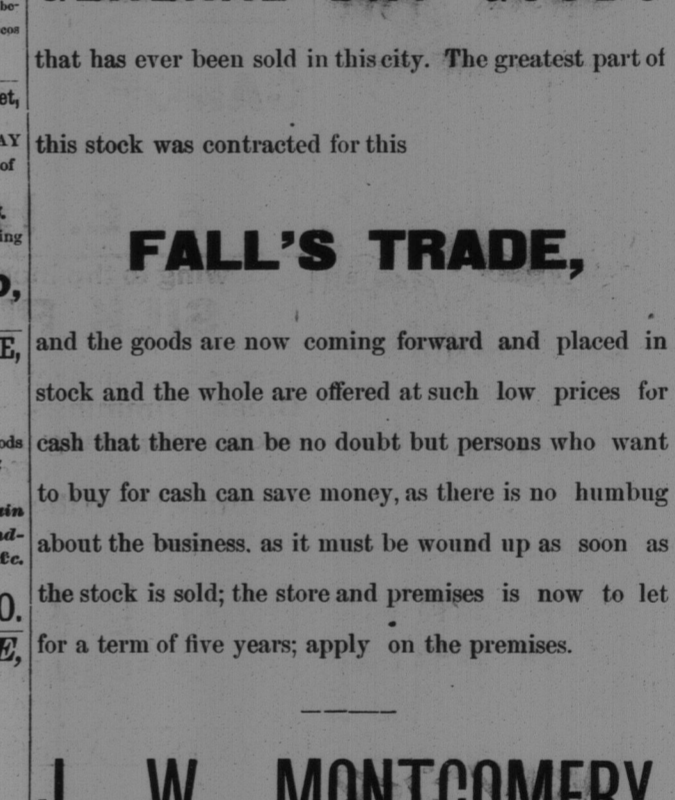 that has ever been sold in this city. The greatest part of
this stock was contracted for this
FALL'S TRADE,
and the goods are now coming forward and placed in
stock and the whole are offered at such low prices for
cash that there can be no doubt but persons who want
to buy for cash can save money, as there is no humbug
about the business. as it must be wound up as soon as
the stock is sold; the store and premises is now to let
for a term of five years; apply on the premises.
J. W. MONTGOMERY